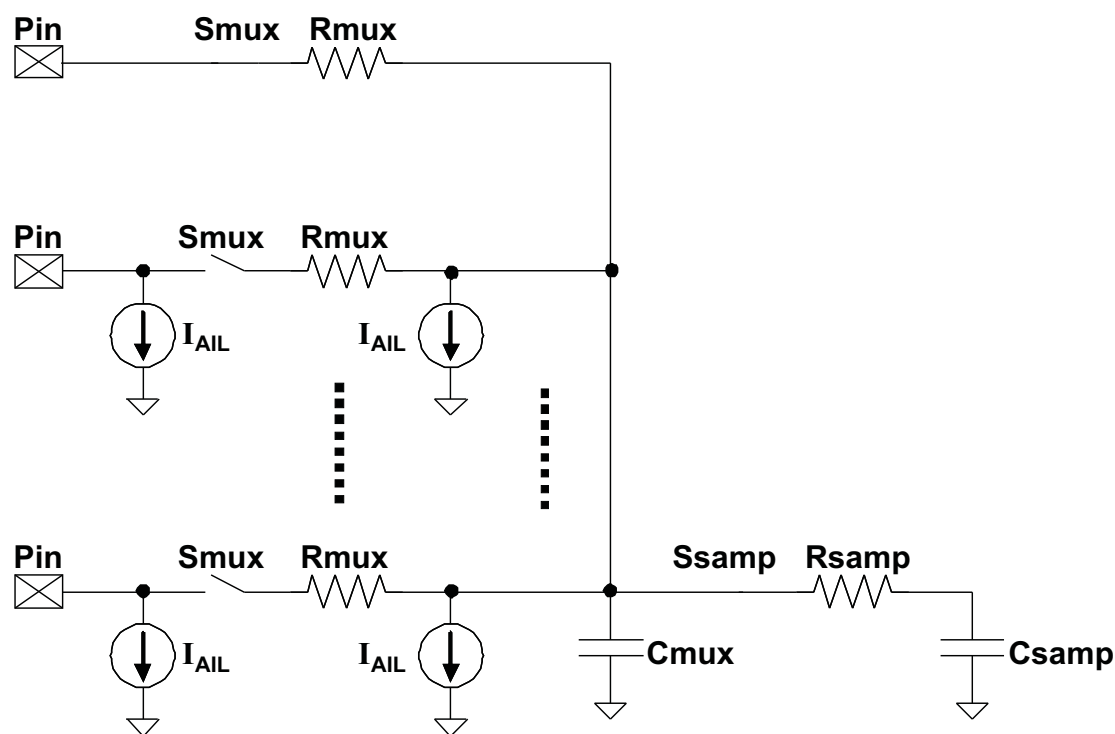 Pin Smux Rmux
Pin Smux Rmux
IAIL IAIL
Pin Smux Rmux Ssamp Rsamp
IAIL IAIL Cmux Csamp